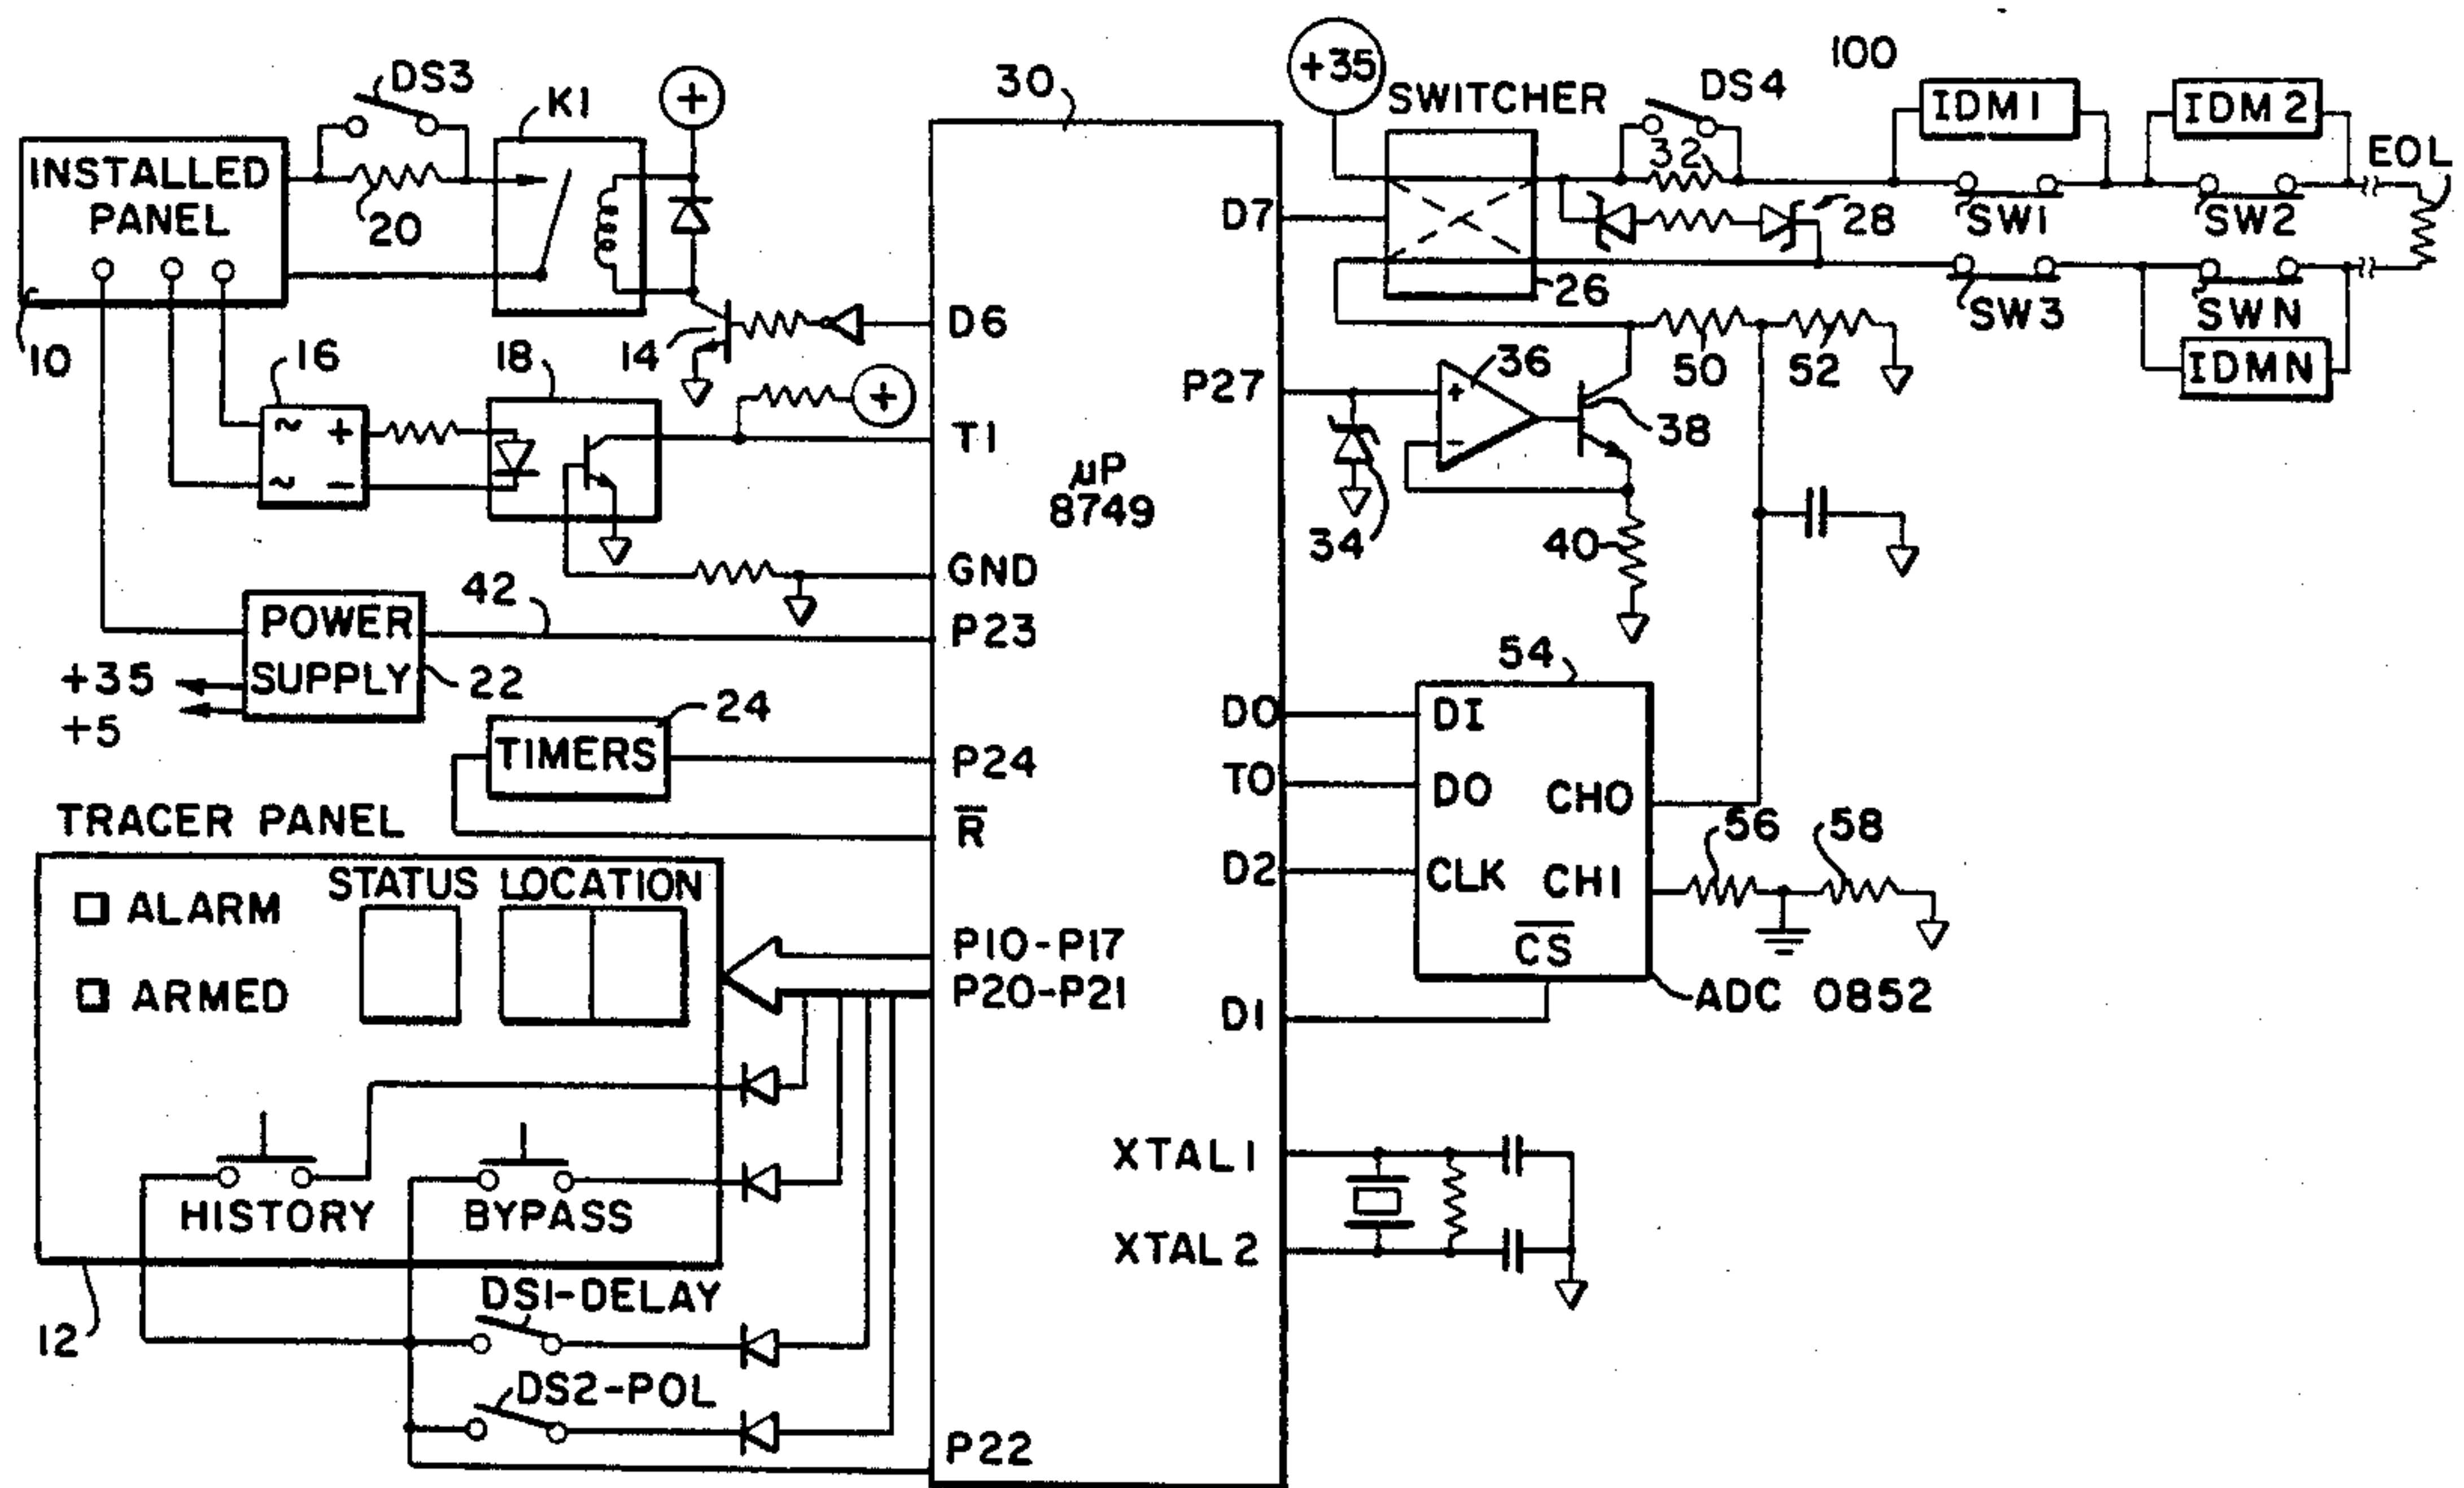 100
DS3
K1
+
30
+35
SWITCHER
DS4
IDM1
IDM2
EOL
INSTALLED
PANEL
20
32
D7
28
SW1
SW2
26
SW3
SWN
IDMN
10
16
18
14
D6
P27
36
+
-
50
52
38
~ +
~ -
+
T1
µP
8749
34
40
GND
42
P23
POWER
SUPPLY
22
+35
+5
24
TIMERS
P24
R̅
54
D0
DI
T0
DO
CH0
D2
CLK
CH1
56
58
C̅S̅
D1
ADC 0852
TRACER PANEL
ALARM
STATUS
LOCATION
ARMED
P10-P17
P20-P21
HISTORY
BYPASS
XTAL1
XTAL2
12
DS1-DELAY
DS2-POL
P22